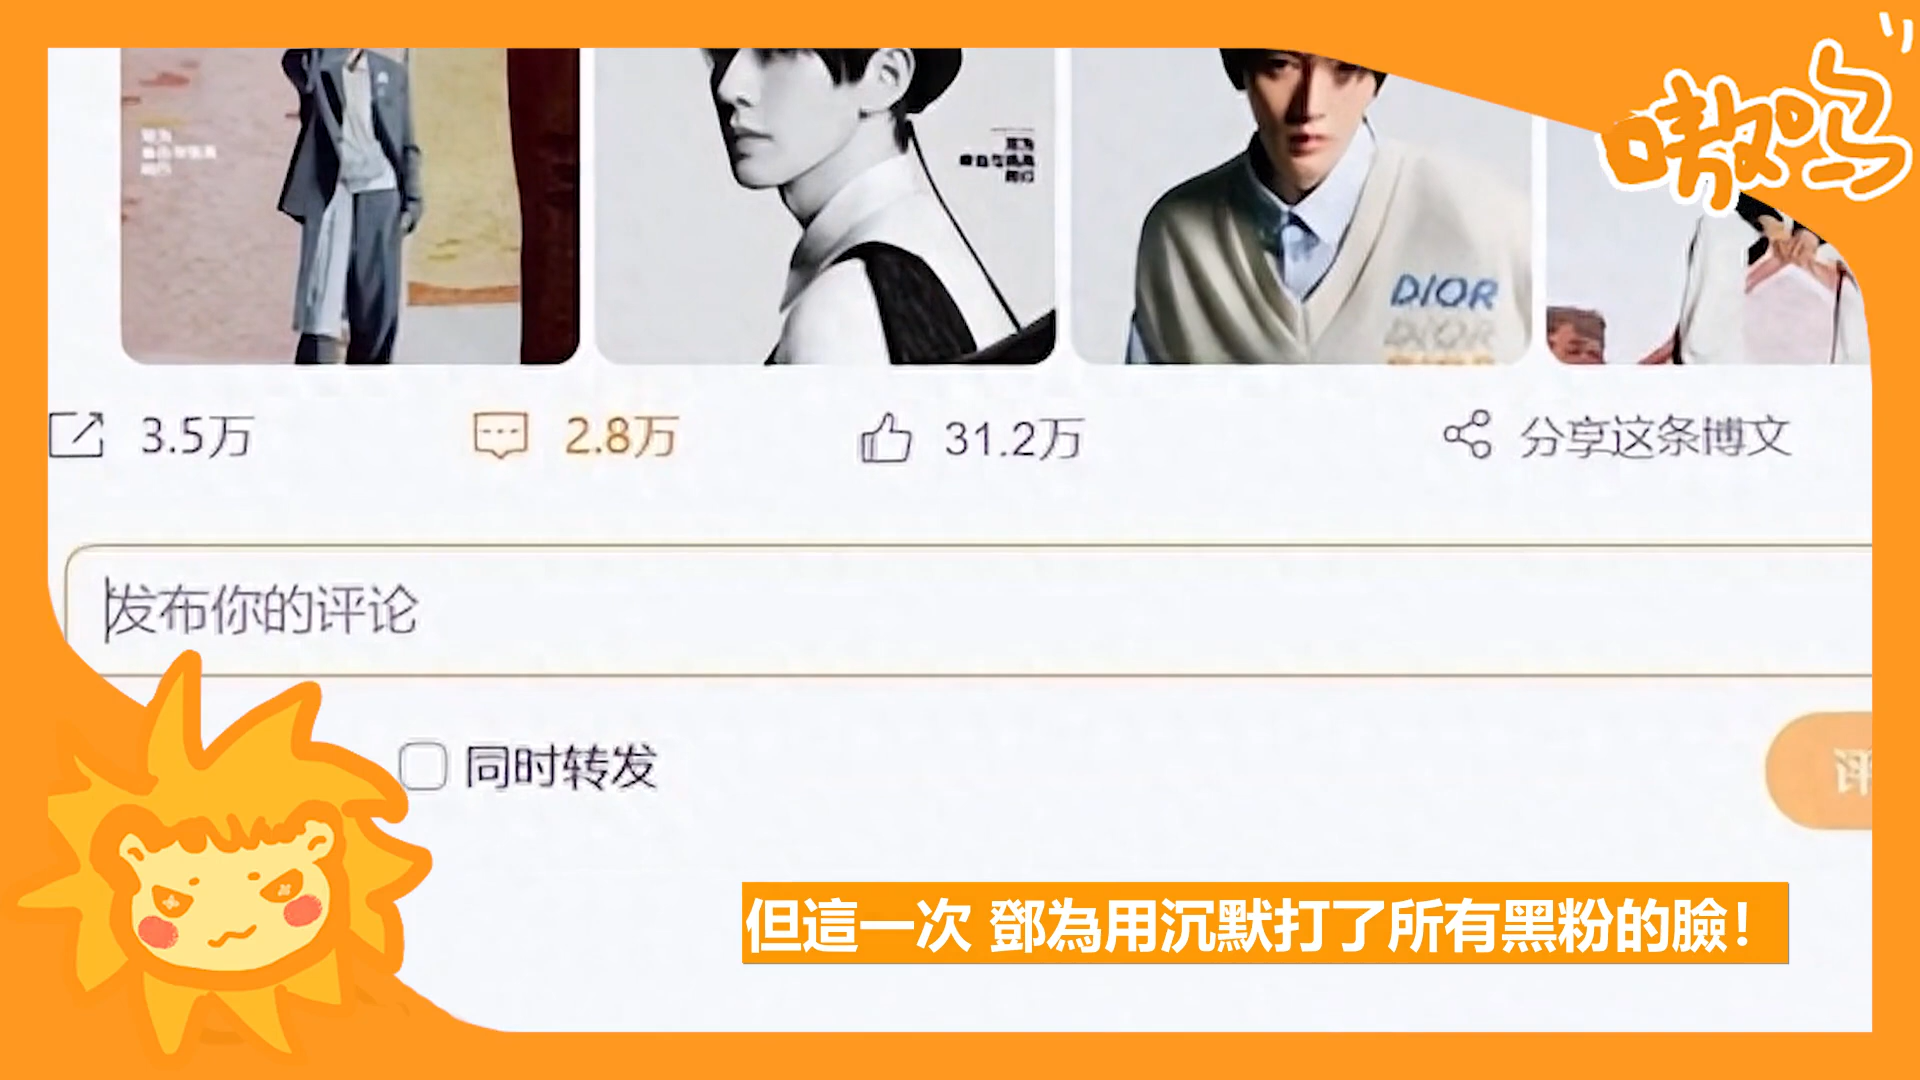 嗷呜
DIOR
DIOR
3.5万
2.8万
31.2万
分享这条博文
发布你的评论
同时转发
但這一次 鄧為用沉默打了所有黑粉的臉！